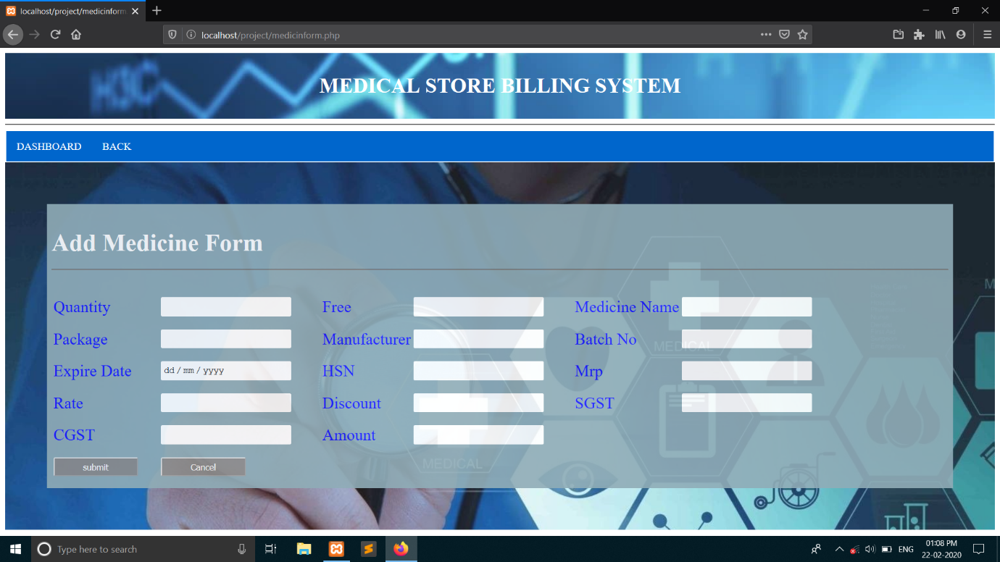 localhost/project/medicinform.
localhost/project/medicinform.php
MEDICAL STORE BILLING SYSTEM
DASHBOARD BACK
Add Medicine Form
Quantity Free Medicine Name
Package Manufacturer Batch No
MEDICAL
Expire Date dd / mm / yyyy HSN Mrp
Rate Discount SGST
CGST Amount
MEDICAL
submit Cancel
Type here to search
ENG
01:08 PM
22-02-2020